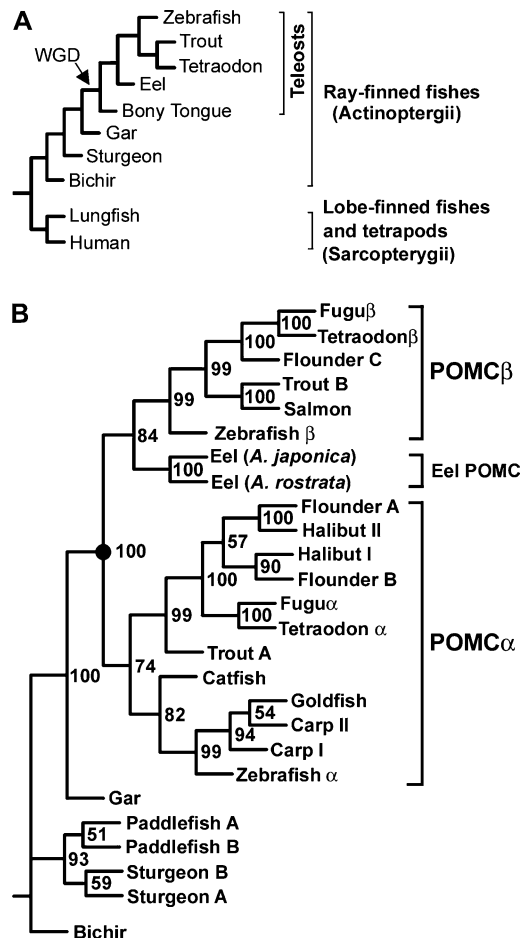 A
Zebrafish
Trout
WGD
Tetraodon
Eel
Bony Tongue
Gar
Sturgeon
Bichir
Lungfish
Human
Teleosts
Ray-finned fishes
(Actinoptergii)
Lobe-finned fishes
and tetrapods
(Sarcopterygii)
B
Fuguβ
100
Tetraodonβ
100
Flounder C
99
Trout B
100
Salmon
99
Zebrafish β
84
Eel (A. japonica)
100
Eel (A. rostrata)
POMCβ
Eel POMC
100
Flounder A
100
Halibut II
57
Halibut I
90
Flounder B
100
Fuguα
100
Tetraodon α
99
Trout A
74
Catfish
82
Goldfish
54
Carp II
94
Carp I
99
Zebrafish α
POMCα
100
Gar
Paddlefish A
51
Paddlefish B
93
Sturgeon B
59
Sturgeon A
Bichir